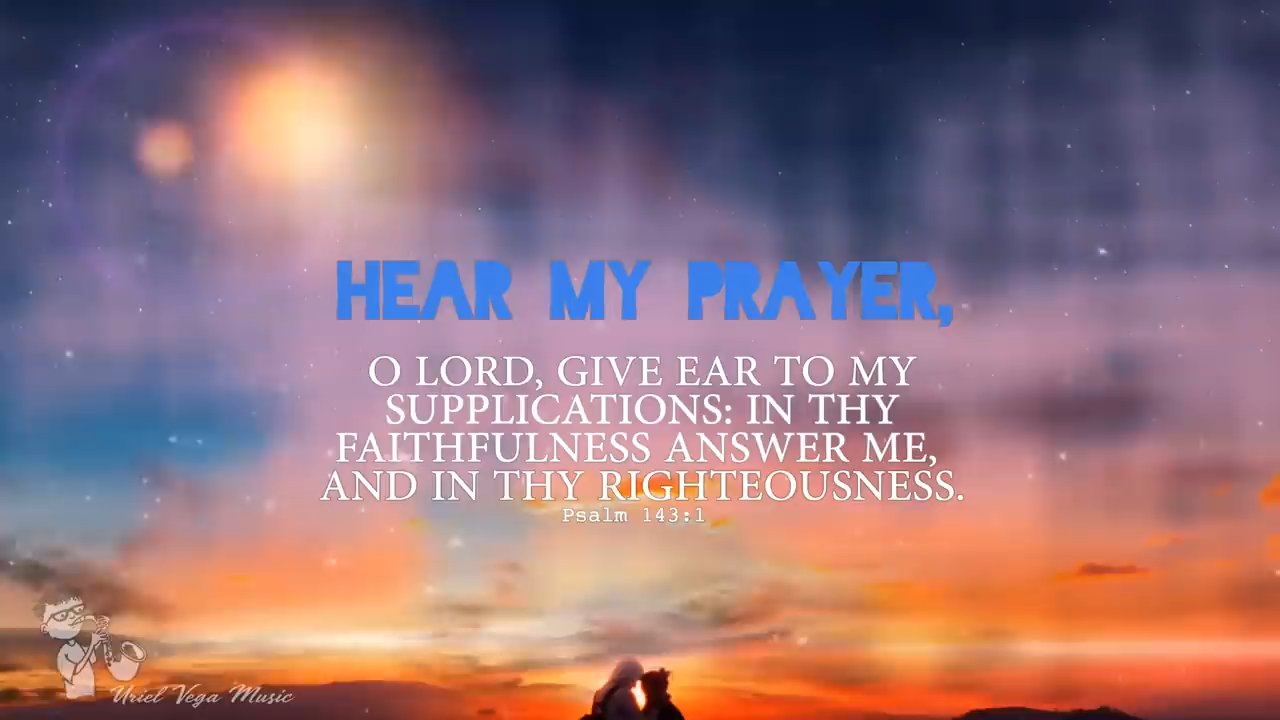 HEAR MY PRAYER,
O LORD, GIVE EAR TO MY
SUPPLICATIONS: IN THY
FAITHFULNESS ANSWER ME,
AND IN THY RIGHTEOUSNESS.
Psalm 143:1
Uriel Vega Music